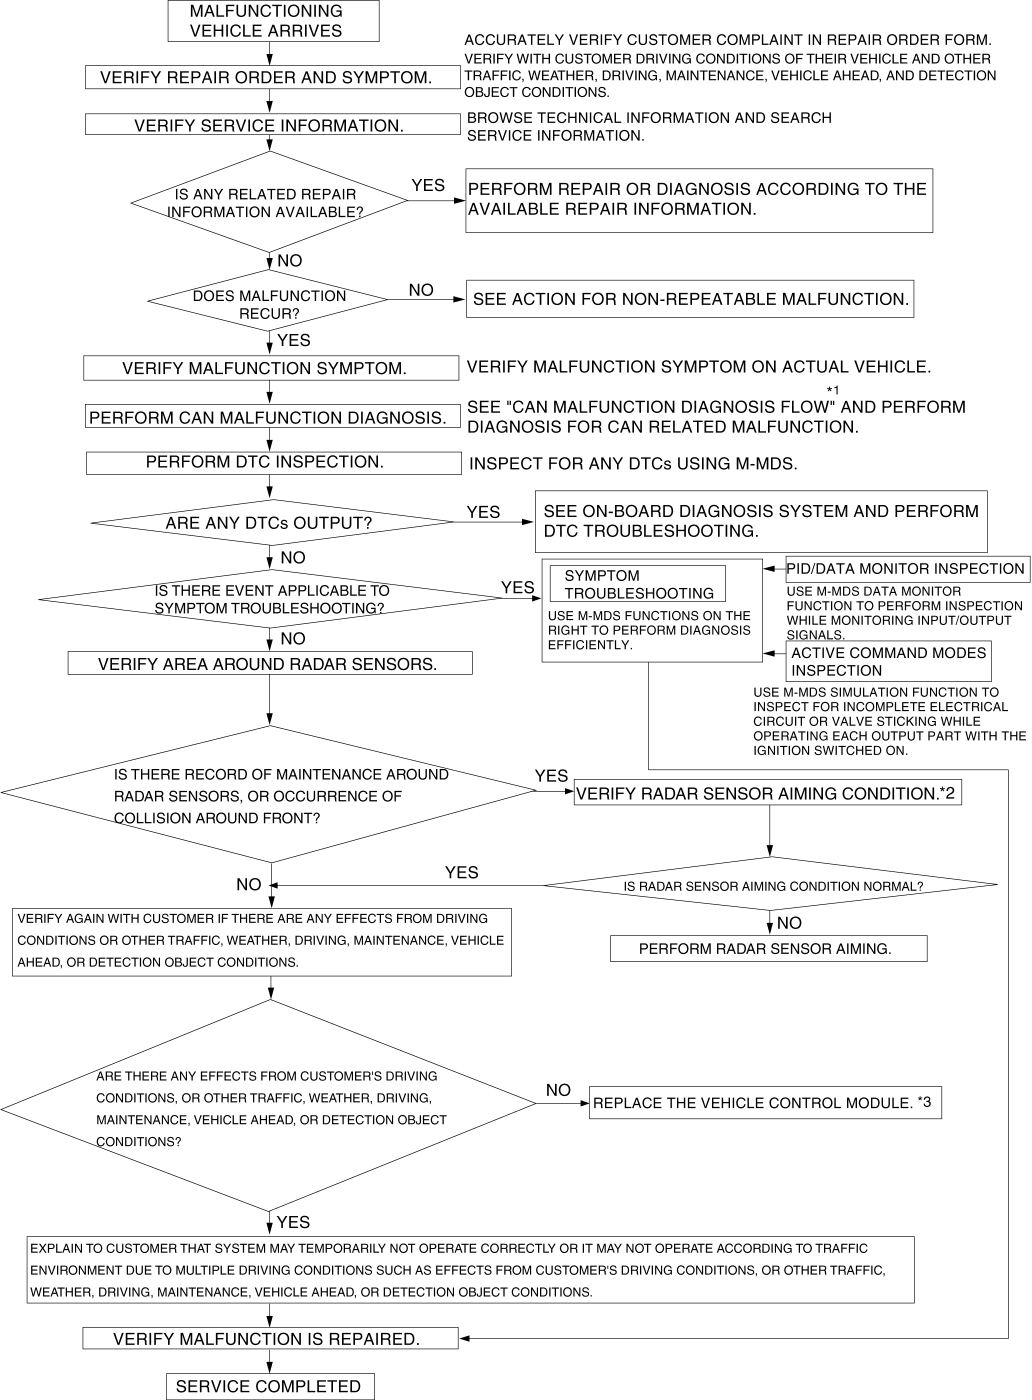 MALFUNCTIONING
VEHICLE ARRIVES
ACCURATELY VERIFY CUSTOMER COMPLAINT IN REPAIR ORDER FORM.
VERIFY WITH CUSTOMER DRIVING CONDITIONS OF THEIR VEHICLE AND OTHER
TRAFFIC, WEATHER, DRIVING, MAINTENANCE, VEHICLE AHEAD, AND DETECTION
OBJECT CONDITIONS.
VERIFY REPAIR ORDER AND SYMPTOM.
VERIFY SERVICE INFORMATION.
BROWSE TECHNICAL INFORMATION AND SEARCH
SERVICE INFORMATION.
IS ANY RELATED REPAIR
INFORMATION AVAILABLE?
YES
PERFORM REPAIR OR DIAGNOSIS ACCORDING TO THE
AVAILABLE REPAIR INFORMATION.
NO
DOES MALFUNCTION
RECUR?
NO
SEE ACTION FOR NON-REPEATABLE MALFUNCTION.
YES
VERIFY MALFUNCTION SYMPTOM.
VERIFY MALFUNCTION SYMPTOM ON ACTUAL VEHICLE.
PERFORM CAN MALFUNCTION DIAGNOSIS.
*1
SEE "CAN MALFUNCTION DIAGNOSIS FLOW" AND PERFORM
DIAGNOSIS FOR CAN RELATED MALFUNCTION.
PERFORM DTC INSPECTION.
INSPECT FOR ANY DTCs USING M-MDS.
ARE ANY DTCs OUTPUT?
YES
SEE ON-BOARD DIAGNOSIS SYSTEM AND PERFORM
DTC TROUBLESHOOTING.
NO
IS THERE EVENT APPLICABLE TO
SYMPTOM TROUBLESHOOTING?
YES
SYMPTOM
TROUBLESHOOTING
USE M-MDS FUNCTIONS ON THE
RIGHT TO PERFORM DIAGNOSIS
EFFICIENTLY.
PID/DATA MONITOR INSPECTION
USE M-MDS DATA MONITOR
FUNCTION TO PERFORM INSPECTION
WHILE MONITORING INPUT/OUTPUT
SIGNALS.
ACTIVE COMMAND MODES
INSPECTION
USE M-MDS SIMULATION FUNCTION TO
INSPECT FOR INCOMPLETE ELECTRICAL
CIRCUIT OR VALVE STICKING WHILE
OPERATING EACH OUTPUT PART WITH THE
IGNITION SWITCHED ON.
NO
VERIFY AREA AROUND RADAR SENSORS.
IS THERE RECORD OF MAINTENANCE AROUND
RADAR SENSORS, OR OCCURRENCE OF
COLLISION AROUND FRONT?
YES
VERIFY RADAR SENSOR AIMING CONDITION.*2
NO
YES
IS RADAR SENSOR AIMING CONDITION NORMAL?
NO
PERFORM RADAR SENSOR AIMING.
VERIFY AGAIN WITH CUSTOMER IF THERE ARE ANY EFFECTS FROM DRIVING
CONDITIONS OR OTHER TRAFFIC, WEATHER, DRIVING, MAINTENANCE, VEHICLE
AHEAD, OR DETECTION OBJECT CONDITIONS.
ARE THERE ANY EFFECTS FROM CUSTOMER'S DRIVING
CONDITIONS, OR OTHER TRAFFIC, WEATHER, DRIVING,
MAINTENANCE, VEHICLE AHEAD, OR DETECTION OBJECT
CONDITIONS?
NO
REPLACE THE VEHICLE CONTROL MODULE. *3
YES
EXPLAIN TO CUSTOMER THAT SYSTEM MAY TEMPORARILY NOT OPERATE CORRECTLY OR IT MAY NOT OPERATE ACCORDING TO TRAFFIC
ENVIRONMENT DUE TO MULTIPLE DRIVING CONDITIONS SUCH AS EFFECTS FROM CUSTOMER'S DRIVING CONDITIONS, OR OTHER TRAFFIC,
WEATHER, DRIVING, MAINTENANCE, VEHICLE AHEAD, OR DETECTION OBJECT CONDITIONS.
VERIFY MALFUNCTION IS REPAIRED.
SERVICE COMPLETED